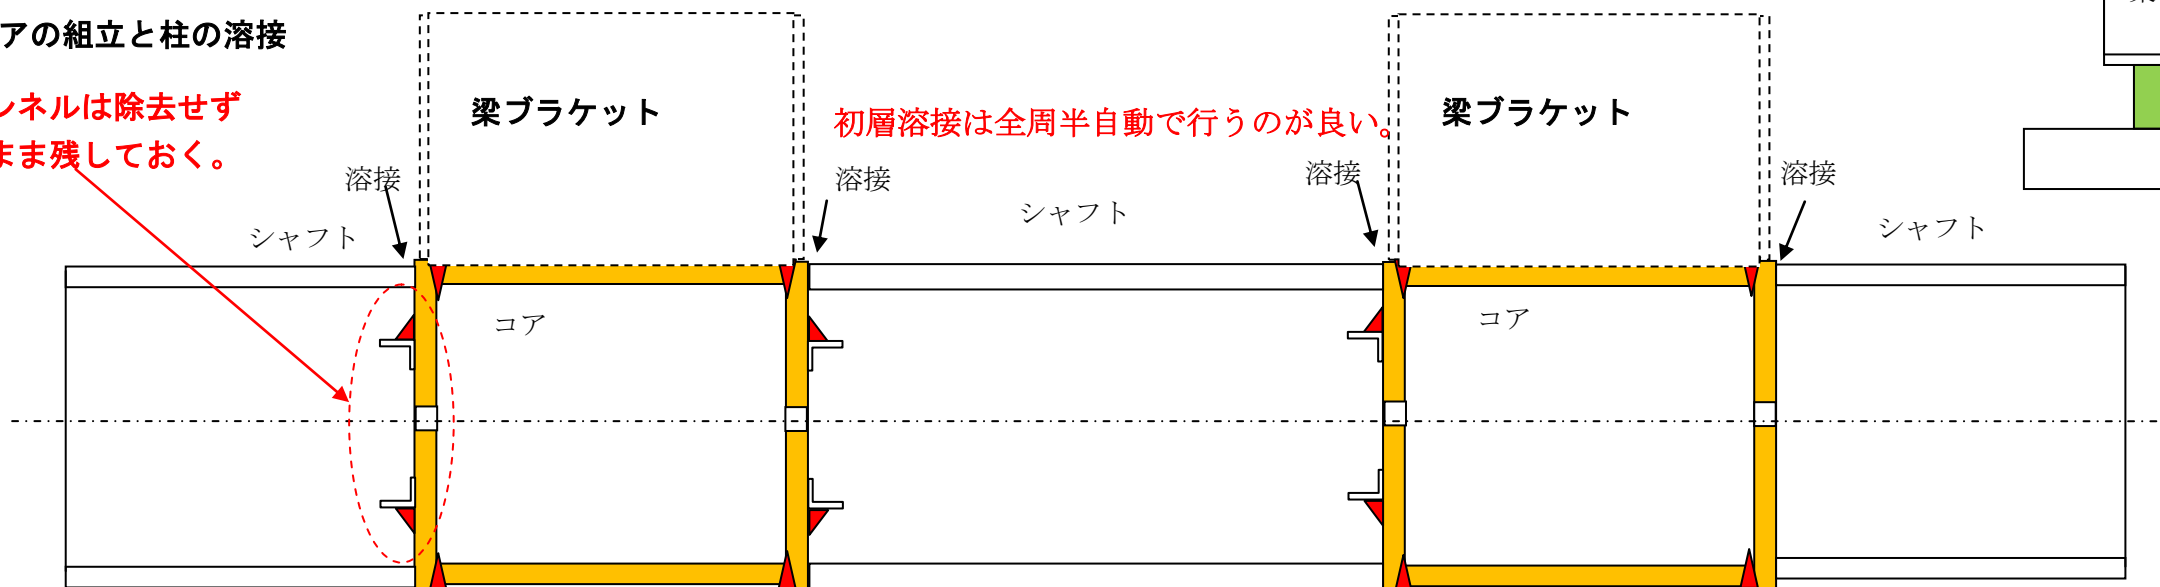 アの組立と柱の溶接
ンネルは除去せず
まま残しておく。
梁ブラケット
初層溶接は全周半自動で行うのが良い。
梁ブラケット
溶接
溶接
溶接
溶接
シャフト
シャフト
シャフト
コア
コア